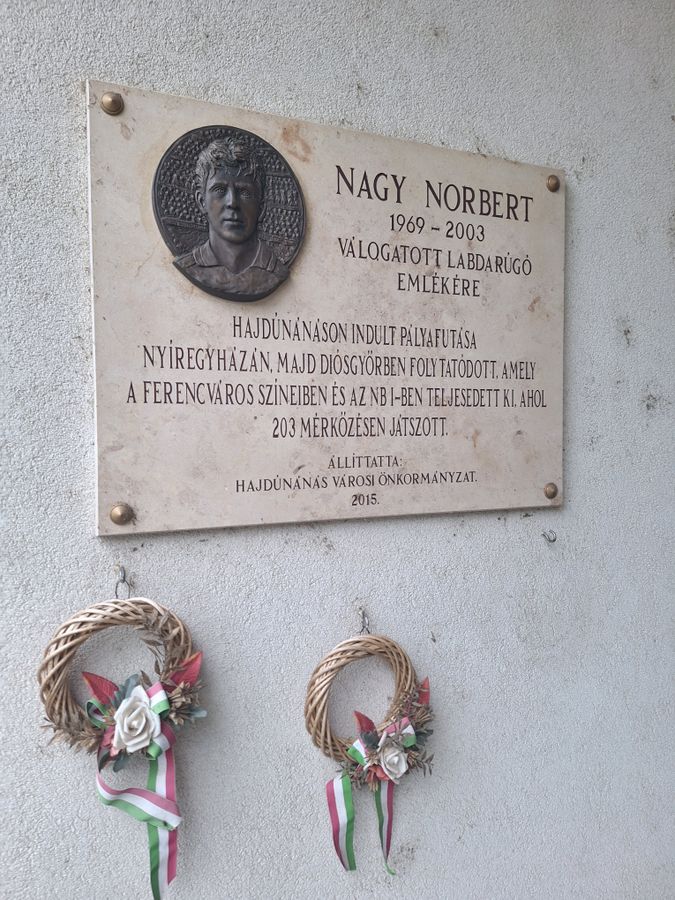 NAGY NORBERT
1969 – 2003
VÁLOGATOTT LABDARÚGÓ
EMLÉKÉRE
HAJDÚNÁNÁSON INDULT PÁLYAFUTÁSA
NYÍREGYHÁZÁN, MAJD DIÓSGYŐRBEN FOLYTATÓDOTT, AMELY
A FERENCVÁROS SZÍNEIBEN ÉS AZ NB I-BEN TELJESEDETT KI, AHOL
203 MÉRKŐZÉSEN JÁTSZOTT.
ÁLLÍTTATTA:
HAJDÚNÁNÁS VÁROSI ÖNKORMÁNYZAT.
2015.